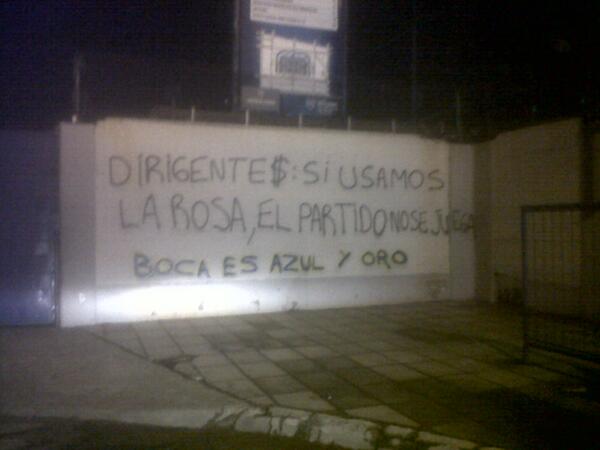 DIRIGENTE$: SI USAMOS
LA ROSA, EL PARTIDO NO SE JUEGA
BOCA ES AZUL Y ORO